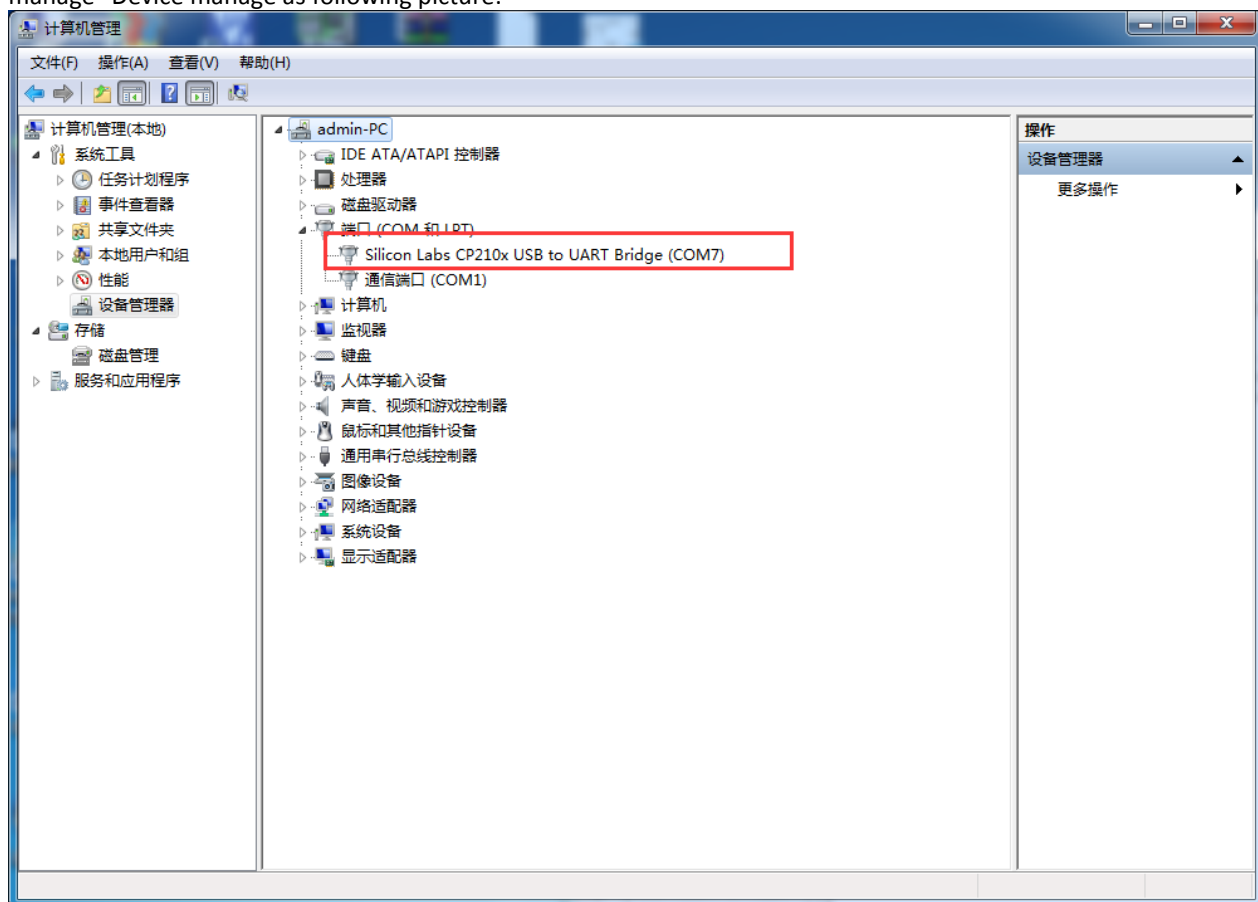 manage--Device manage as following picture:
计算机管理
文件(F) 操作(A) 查看(V) 帮助(H)
计算机管理(本地)
系统工具
任务计划程序
事件查看器
共享文件夹
本地用户和组
性能
设备管理器
存储
磁盘管理
服务和应用程序
admin-PC
IDE ATA/ATAPI 控制器
处理器
磁盘驱动器
端口 (COM 和 LPT)
Silicon Labs CP210x USB to UART Bridge (COM7)
通信端口 (COM1)
计算机
监视器
键盘
人体学输入设备
声音、视频和游戏控制器
鼠标和其他指针设备
通用串行总线控制器
图像设备
网络适配器
系统设备
显示适配器
操作
设备管理器
更多操作